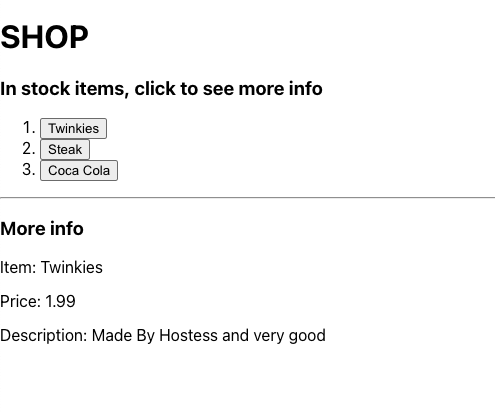 SHOP
In stock items, click to see more info
1. Twinkies
2. Steak
3. Coca Cola
More info
Item: Twinkies
Price: 1.99
Description: Made By Hostess and very good